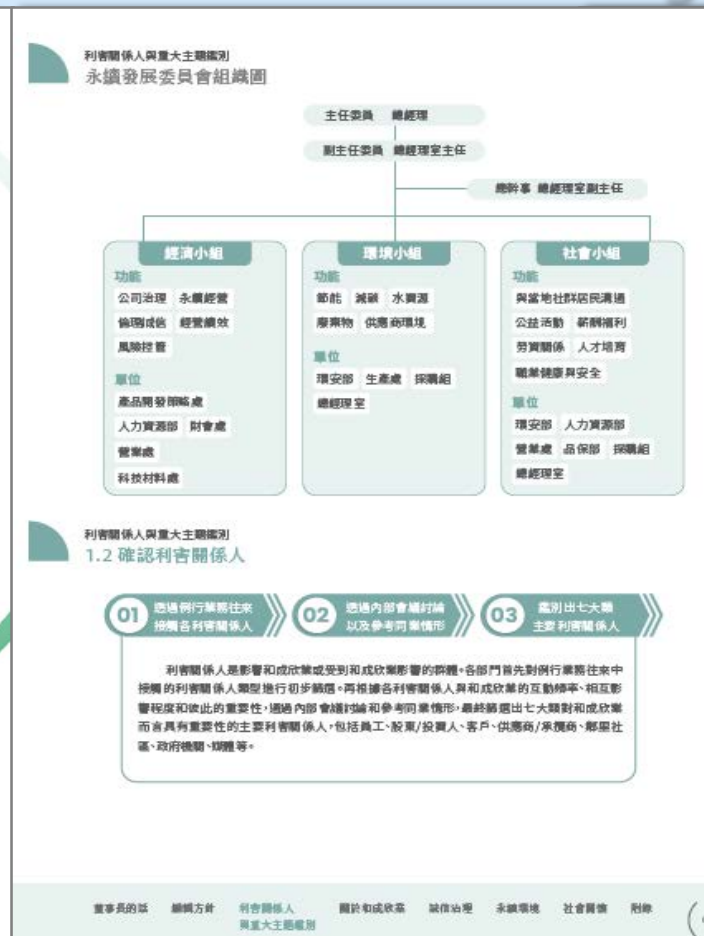 利害關係人與重大主題鑑別
永續發展委員會組織圖
主任委員 總經理
副主任委員 總經理室主任
總幹事 總經理室副主任
經濟小組
功能
公司治理 永續經營
倫理誠信 經營績效
風險控管
單位
產品開發策略處
人力資源部 財會處
營業處
科技材料處
環境小組
功能
節能 減碳 水資源
廢棄物 供應商環境
單位
環安部 生產處 採購組
總經理室
社會小組
功能
與當地社群居民溝通
公益活動 薪酬福利
勞資關係 人才培育
職業健康與安全
單位
環安部 人力資源部
營業處 品保部 採購組
總經理室
利害關係人與重大主題鑑別
1.2 確認利害關係人
01 透過例行業務往來
接觸各利害關係人
02 透過內部會議討論
以及參考同業情形
03 鑑別出七大類
主要利害關係人
利害關係人是影響和成欣業或受到和成欣業影響的群體。各部門首先對例行業務往來中
接觸的利害關係人類型進行初步篩選。再根據各利害關係人與和成欣業的互動頻率、相互影
響程度和彼此的重要性，通過內部會議討論和參考同業情形，最終篩選出七大類對和成欣業
而言具有重要性的主要利害關係人，包括員工、股東/投資人、客戶、供應商/承攬商、鄰里社
區、政府機關、媒體等。
董事長的話 編輯方針 利害關係人 關於和成欣業 誠信治理 永續環境 社會關懷 附錄
與重大主題鑑別